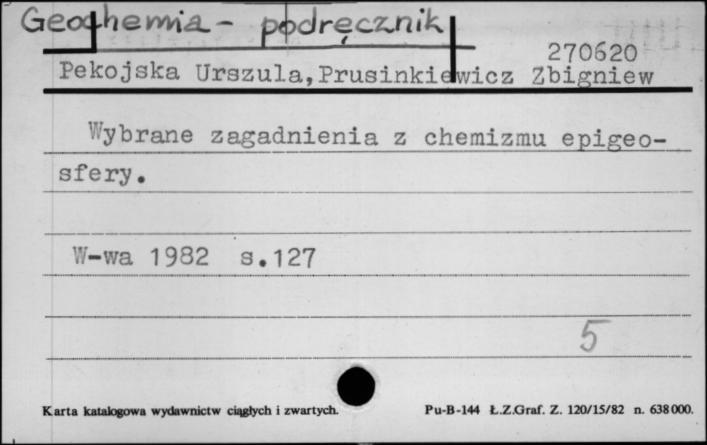 Geochemia - podręcznik
270620
Pekojska Urszula,Prusinkiewicz Zbigniew
Wybrane zagadnienia z chemizmu epigeo-
sfery.
W-wa 1982 s.127
5
Karta katalogowa wydawnictw ciągłych i zwartych.
Pu-B-144 Ł.Z.Graf. Z. 120/15/82 n. 638000.